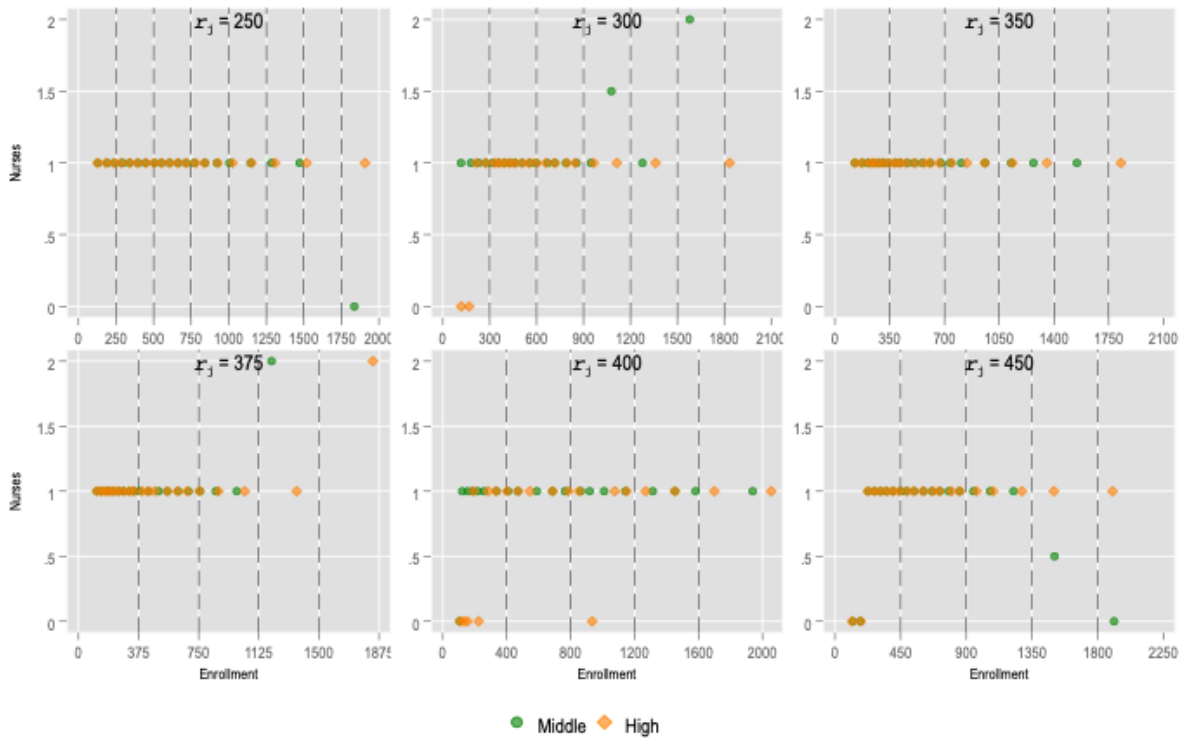 r_j = 250
r_j = 300
r_j = 350
Nurses
2
1.5
1
.5
0
2
1.5
1
.5
0
2
1.5
1
.5
0
0 250 500 750 1000 1250 1500 1750 2000
0 300 600 900 1200 1500 1800 2100
0 350 700 1050 1400 1750 2100
r_j = 375
r_j = 400
r_j = 450
Nurses
2
1.5
1
.5
0
2
1.5
1
.5
0
2
1.5
1
.5
0
0 375 750 1125 1500 1875
0 400 800 1200 1600 2000
0 450 900 1350 1800 2250
Enrollment
Enrollment
Enrollment
Middle High